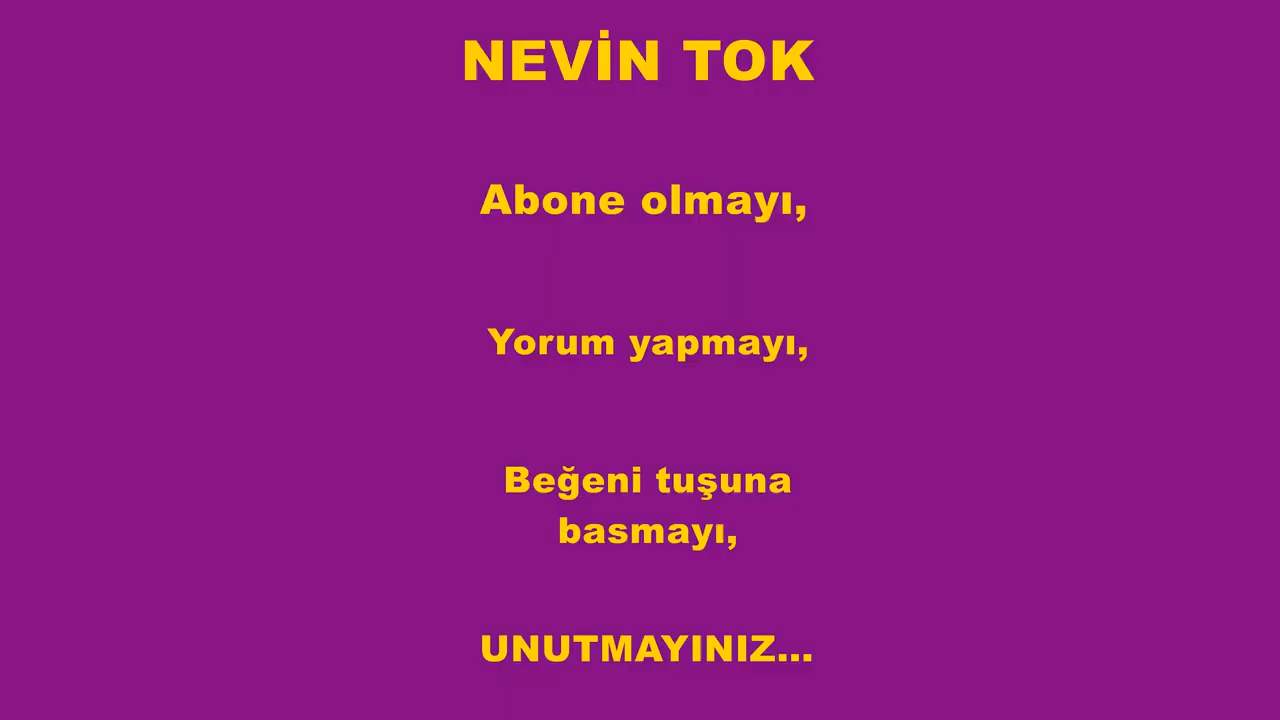 NEVİN TOK
Abone olmayı,
Yorum yapmayı,
Beğeni tuşuna
basmayı,
UNUTMAYINIZ...